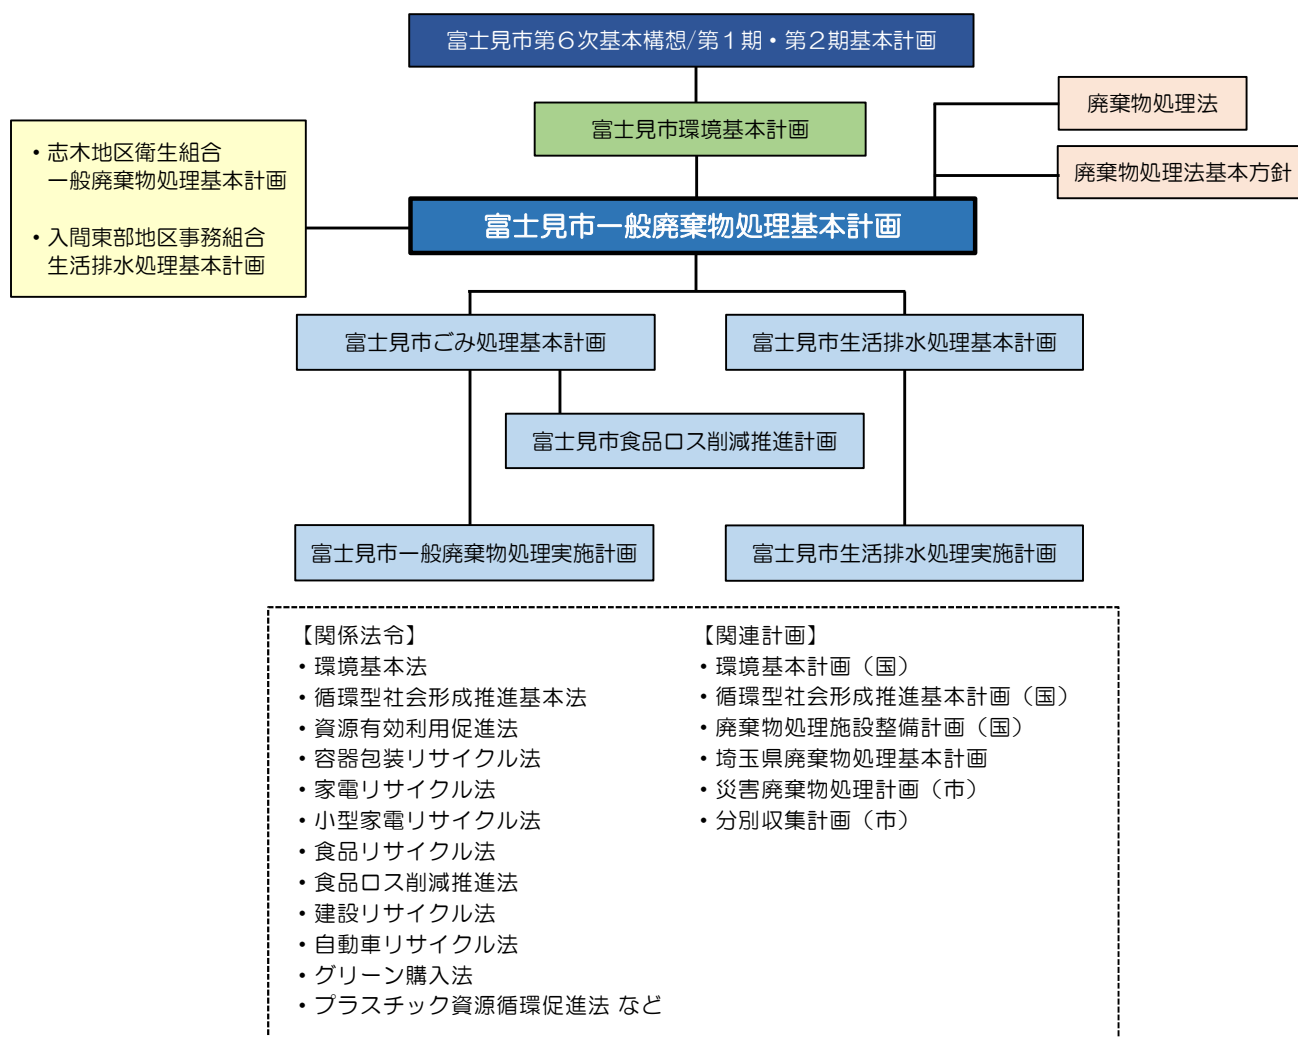 富士見市第６次基本構想/第１期・第２期基本計画
富士見市環境基本計画
廃棄物処理法
廃棄物処理法基本方針
・志木地区衛生組合
一般廃棄物処理基本計画
・入間東部地区事務組合
生活排水処理基本計画
富士見市一般廃棄物処理基本計画
富士見市ごみ処理基本計画
富士見市生活排水処理基本計画
富士見市食品ロス削減推進計画
富士見市一般廃棄物処理実施計画
富士見市生活排水処理実施計画
【関係法令】
・環境基本法
・循環型社会形成推進基本法
・資源有効利用促進法
・容器包装リサイクル法
・家電リサイクル法
・小型家電リサイクル法
・食品リサイクル法
・食品ロス削減推進法
・建設リサイクル法
・自動車リサイクル法
・グリーン購入法
・プラスチック資源循環促進法 など
【関連計画】
・環境基本計画（国）
・循環型社会形成推進基本計画（国）
・廃棄物処理施設整備計画（国）
・埼玉県廃棄物処理基本計画
・災害廃棄物処理計画（市）
・分別収集計画（市）